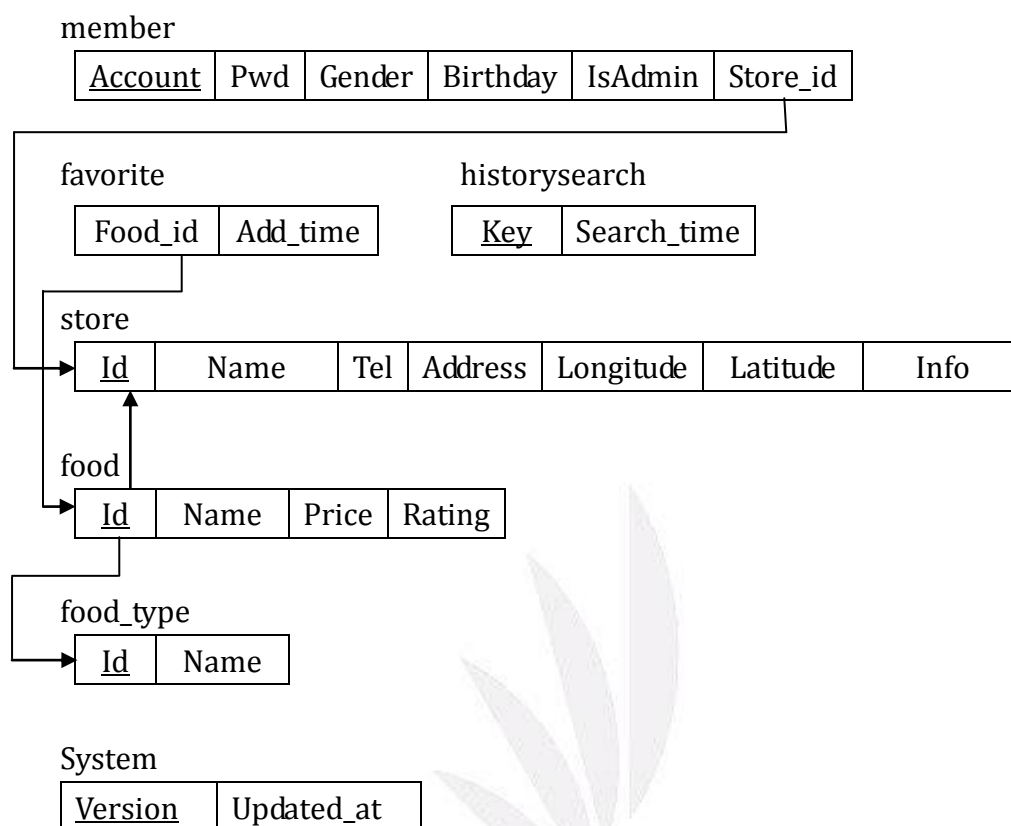 member
Account Pwd Gender Birthday IsAdmin Store_id
favorite historysearch
Food_id Add_time Key Search_time
store
Id Name Tel Address Longitude Latitude Info
food
Id Name Price Rating
food_type
Id Name
System
Version Updated_at